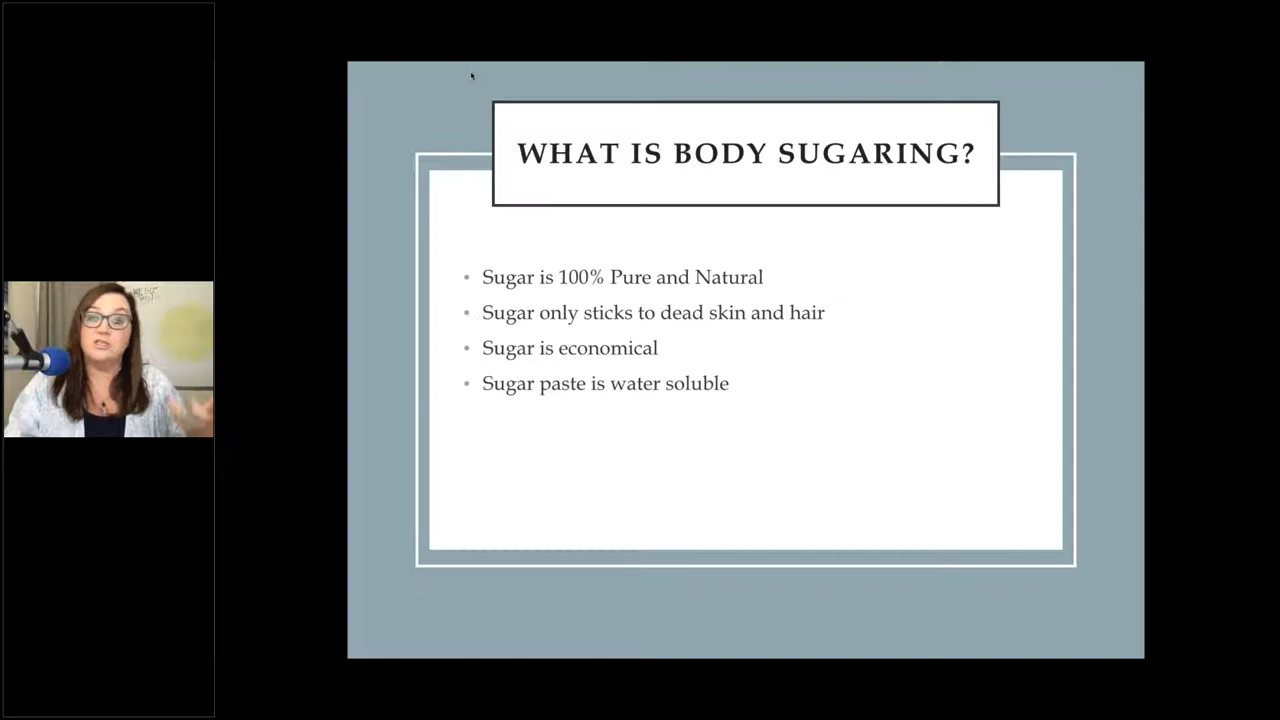 WHAT IS BODY SUGARING?
• Sugar is 100% Pure and Natural
• Sugar only sticks to dead skin and hair
• Sugar is economical
• Sugar paste is water soluble